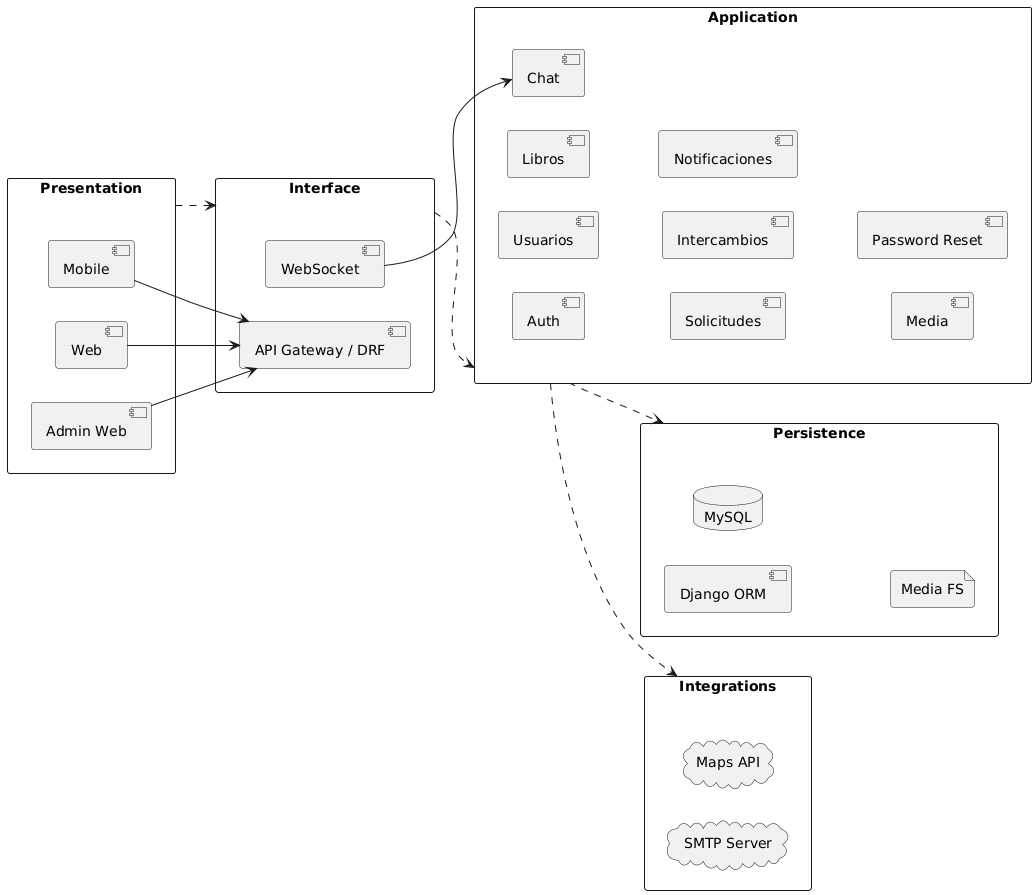 Presentation
Mobile
Web
Admin Web
Interface
WebSocket
API Gateway / DRF
Application
Chat
Libros
Notificaciones
Usuarios
Intercambios
Password Reset
Auth
Solicitudes
Media
Persistence
MySQL
Django ORM
Media FS
Integrations
Maps API
SMTP Server